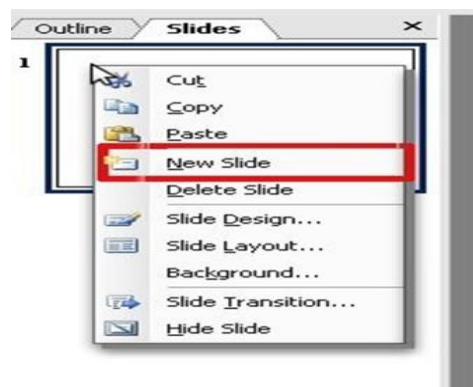 Outline Slides
1
Cut
Copy
Paste
New Slide
Delete Slide
Slide Design...
Slide Layout...
Background...
Slide Transition...
Hide Slide